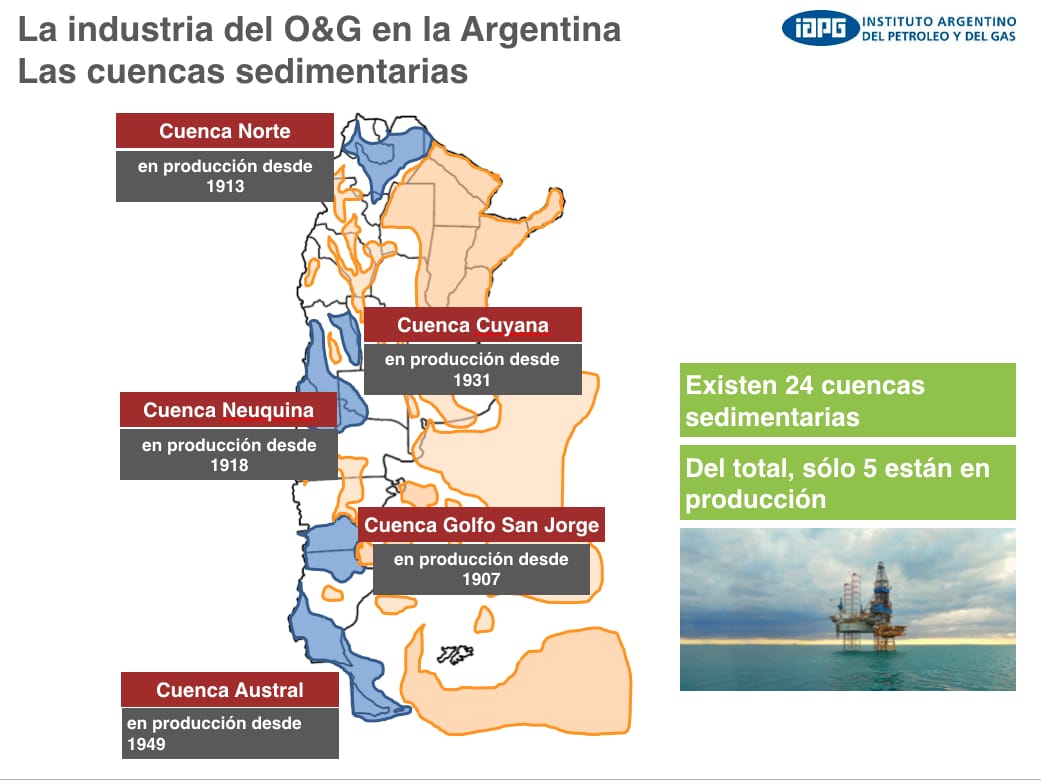 La industria del O&G en la Argentina
Las cuencas sedimentarias
iapg
INSTITUTO ARGENTINO
DEL PETROLEO Y DEL GAS
Cuenca Norte
en producción desde
1913
Cuenca Cuyana
en producción desde
1931
Cuenca Neuquina
en producción desde
1918
Cuenca Golfo San Jorge
en producción desde
1907
Cuenca Austral
en producción desde
1949
Existen 24 cuencas
sedimentarias
Del total, sólo 5 están en
producción